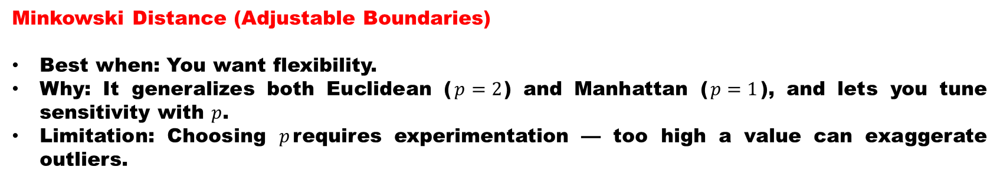 Minkowski Distance (Adjustable Boundaries)
• Best when: You want flexibility.
• Why: It generalizes both Euclidean (p = 2) and Manhattan (p = 1), and lets you tune
sensitivity with p.
• Limitation: Choosing p requires experimentation — too high a value can exaggerate
outliers.